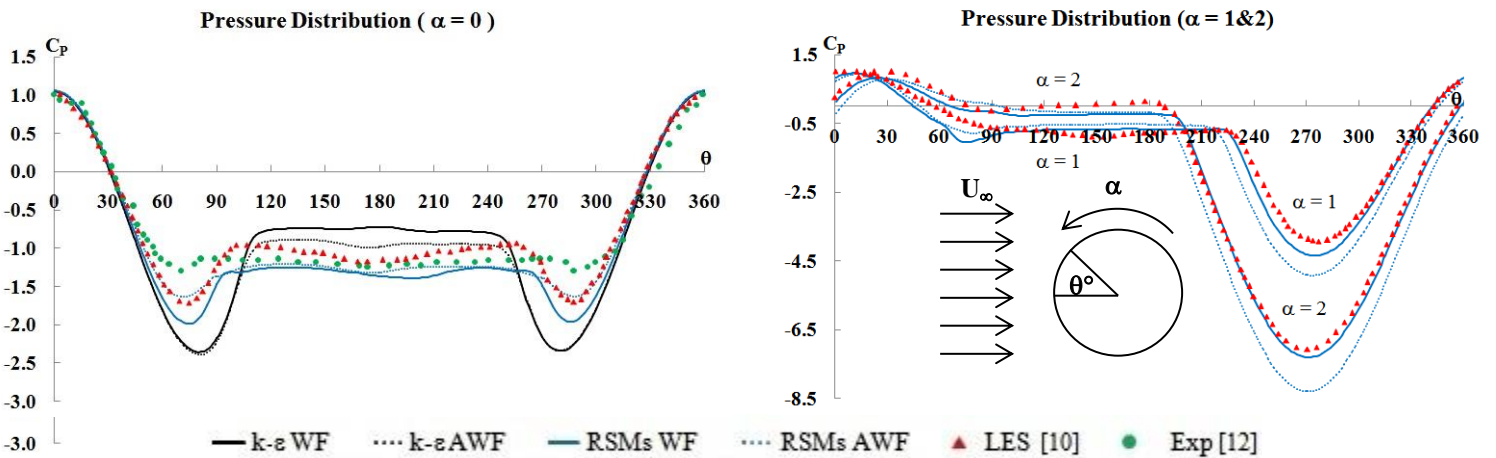 Pressure Distribution ( α = 0 )
C_P
1.5
1.0
0.5
0.0
-0.5
-1.0
-1.5
-2.0
-2.5
-3.0
-3.0
0 30 60 90 120 150 180 210 240 270 300 330 360
θ
Pressure Distribution (α = 1&2)
C_P
1.5
-0.5
-2.5
-4.5
-6.5
-8.5
0 30 60 90 120 150 180 210 240 270 300 330 360
θ
α = 2
α = 1
α = 1
α = 2
U∞
α
θ°
k-ε WF k-ε AWF RSMs WF RSMs AWF LES [10] Exp [12]